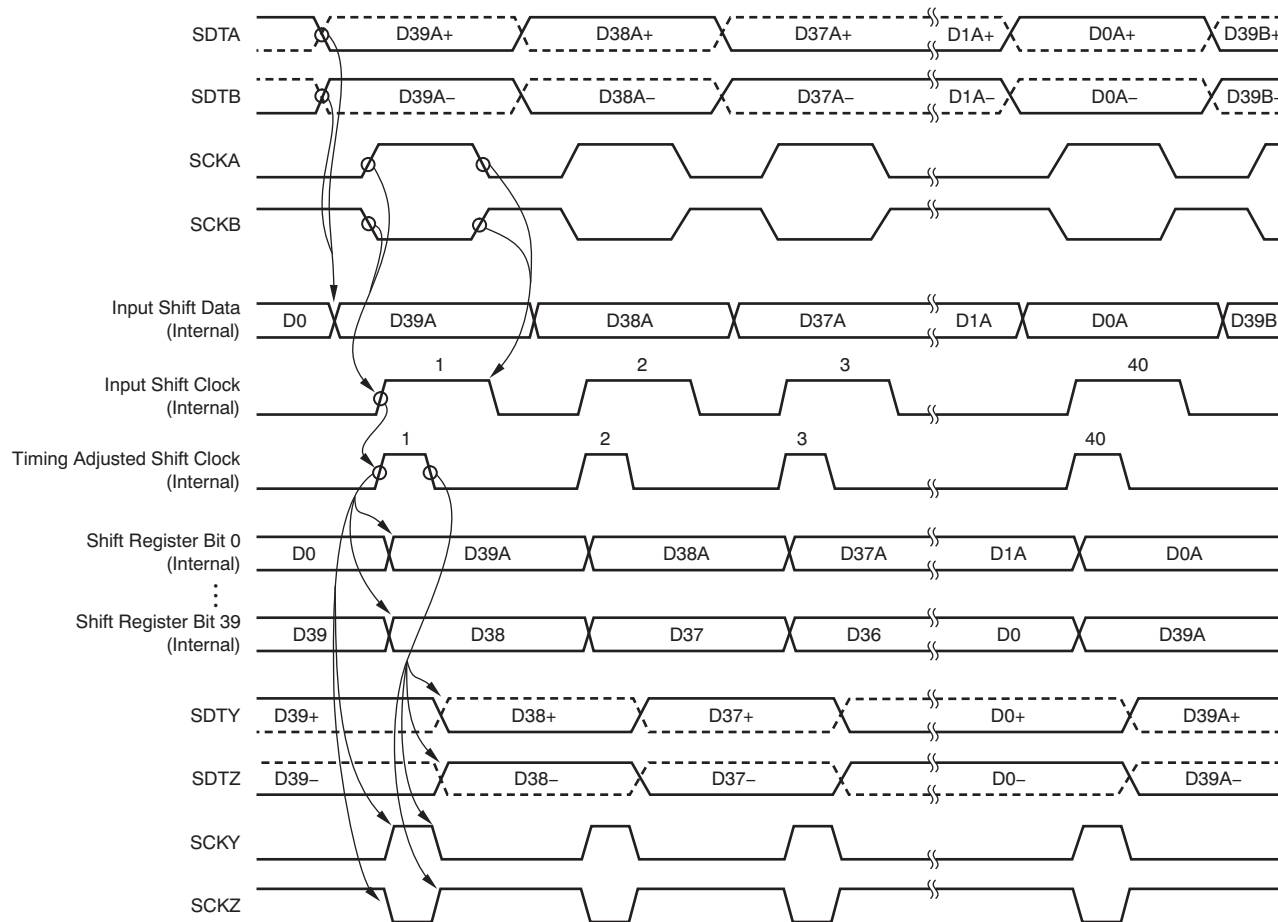 SDTA D39A+ D38A+ D37A+ D1A+ D0A+ D39B+
SDTB D39A− D38A− D37A− D1A− D0A− D39B−
SCKA
SCKB
Input Shift Data
(Internal)
D0 D39A D38A D37A D1A D0A D39B
Input Shift Clock
(Internal)
1 2 3 40
Timing Adjusted Shift Clock
(Internal)
1 2 3 40
Shift Register Bit 0
(Internal)
D0 D39A D38A D37A D1A D0A
Shift Register Bit 39
(Internal)
D39 D38 D37 D36 D0 D39A
SDTY D39+ D38+ D37+ D0+ D39A+
SDTZ D39− D38− D37− D0− D39A−
SCKY
SCKZ